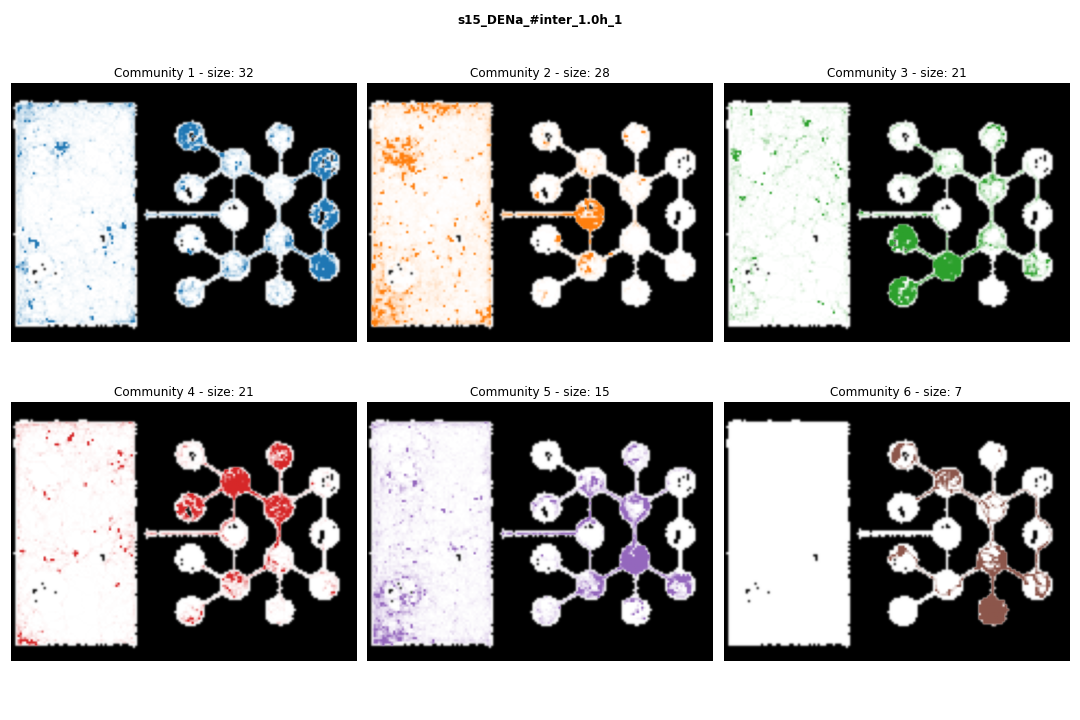 s15_DENa_#inter_1.0h_1
Community 1 - size: 32
Community 2 - size: 28
Community 3 - size: 21
Community 4 - size: 21
Community 5 - size: 15
Community 6 - size: 7